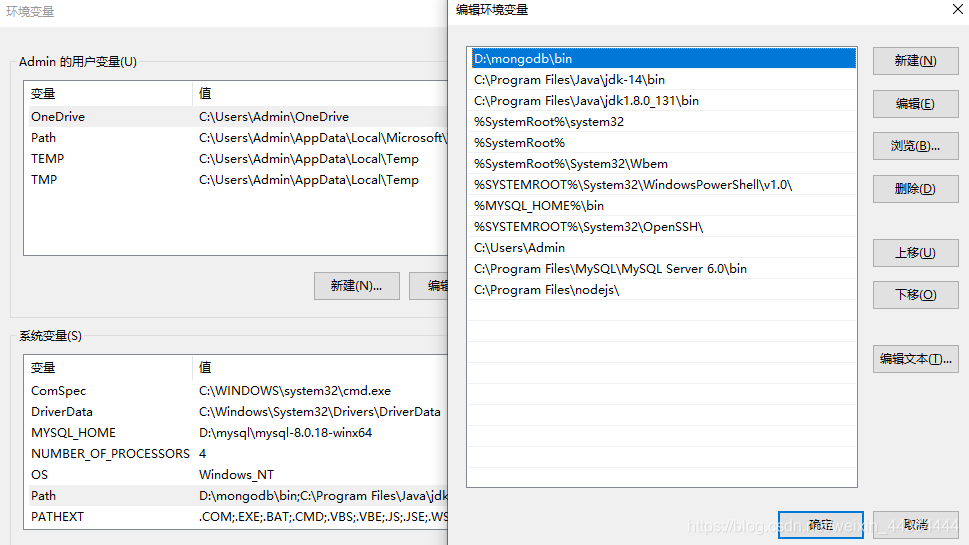 环境变量
Admin 的用户变量(U)
变量 值
OneDrive C:\Users\Admin\OneDrive
Path C:\Users\Admin\AppData\Local\Microsoft\
TEMP C:\Users\Admin\AppData\Local\Temp
TMP C:\Users\Admin\AppData\Local\Temp
新建(N)... 编辑
系统变量(S)
变量 值
ComSpec C:\WINDOWS\system32\cmd.exe
DriverData C:\Windows\System32\Drivers\DriverData
MYSQL_HOME D:\mysql\mysql-8.0.18-winx64
NUMBER_OF_PROCESSORS 4
OS Windows_NT
Path D:\mongodb\bin;C:\Program Files\Java\jdk
PATHEXT .COM;.EXE;.BAT;.CMD;.VBS;.VBE;.JS;.JSE;.WS
编辑环境变量
D:\mongodb\bin
C:\Program Files\Java\jdk-14\bin
C:\Program Files\Java\jdk1.8.0_131\bin
%SystemRoot%\system32
%SystemRoot%
%SystemRoot%\System32\Wbem
%SYSTEMROOT%\System32\WindowsPowerShell\v1.0\
%MYSQL_HOME%\bin
%SYSTEMROOT%\System32\OpenSSH\
C:\Users\Admin
C:\Program Files\MySQL\MySQL Server 6.0\bin
C:\Program Files\nodejs\
新建(N)
编辑(E)
浏览(B)...
删除(D)
上移(U)
下移(O)
编辑文本(T)...
确定
取消